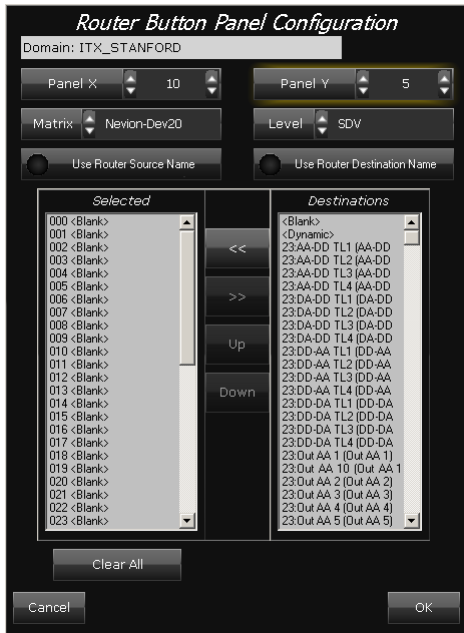 Router Button Panel Configuration
Domain: ITX_STANFORD
Panel X 10 Panel Y 5
Matrix Nevion-Dev20 Level SDV
Use Router Source Name Use Router Destination Name
Selected Destinations
000 <Blank> <Blank>
001 <Blank> <Dynamic>
002 <Blank> 23:AA-DD TL1 (AA-DD
003 <Blank> 23:AA-DD TL2 (AA-DD
004 <Blank> 23:AA-DD TL3 (AA-DD
005 <Blank> 23:AA-DD TL4 (AA-DD
006 <Blank> 23:DA-DD TL1 (DA-DD
007 <Blank> 23:DA-DD TL2 (DA-DD
008 <Blank> 23:DA-DD TL3 (DA-DD
009 <Blank> 23:DA-DD TL4 (DA-DD
010 <Blank> 23:DD-AA TL1 (DD-AA
011 <Blank> 23:DD-AA TL2 (DD-AA
012 <Blank> 23:DD-AA TL3 (DD-AA
013 <Blank> 23:DD-AA TL4 (DD-AA
014 <Blank> 23:DD-DA TL1 (DD-DA
015 <Blank> 23:DD-DA TL2 (DD-DA
016 <Blank> 23:DD-DA TL3 (DD-DA
017 <Blank> 23:DD-DA TL4 (DD-DA
018 <Blank> 23:Out AA 1 (Out AA 1)
019 <Blank> 23:Out AA 10 (Out AA 1
020 <Blank> 23:Out AA 2 (Out AA 2)
021 <Blank> 23:Out AA 3 (Out AA 3)
022 <Blank> 23:Out AA 4 (Out AA 4)
023 <Blank> 23:Out AA 5 (Out AA 5)
<<
>>
Up
Down
Clear All
Cancel OK